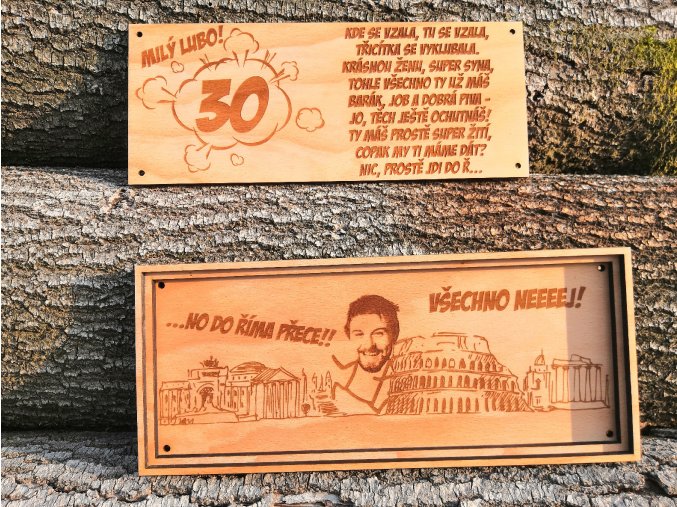 MILÝ LUBO!
30
KDE SE VZALA, TU SE VZALA,
TŘICÍTKA SE VYKLUBALA.
KRÁSNOU ŽENU, SUPER SYNA,
TOHLE VŠECHNO TY UŽ MÁŠ
BARÁK, JOB A DOBRÁ PIVA -
JO, TĚCH JEŠTĚ OCHUTNÁŠ!
TY MÁŠ PROSTĚ SUPER ŽITÍ,
COPAK MY TI MÁME DÁT?
NIC, PROSTĚ JDI DO Ř...
...NO DO ŘÍMA PŘECE!!
VŠECHNO NEEEEJ!